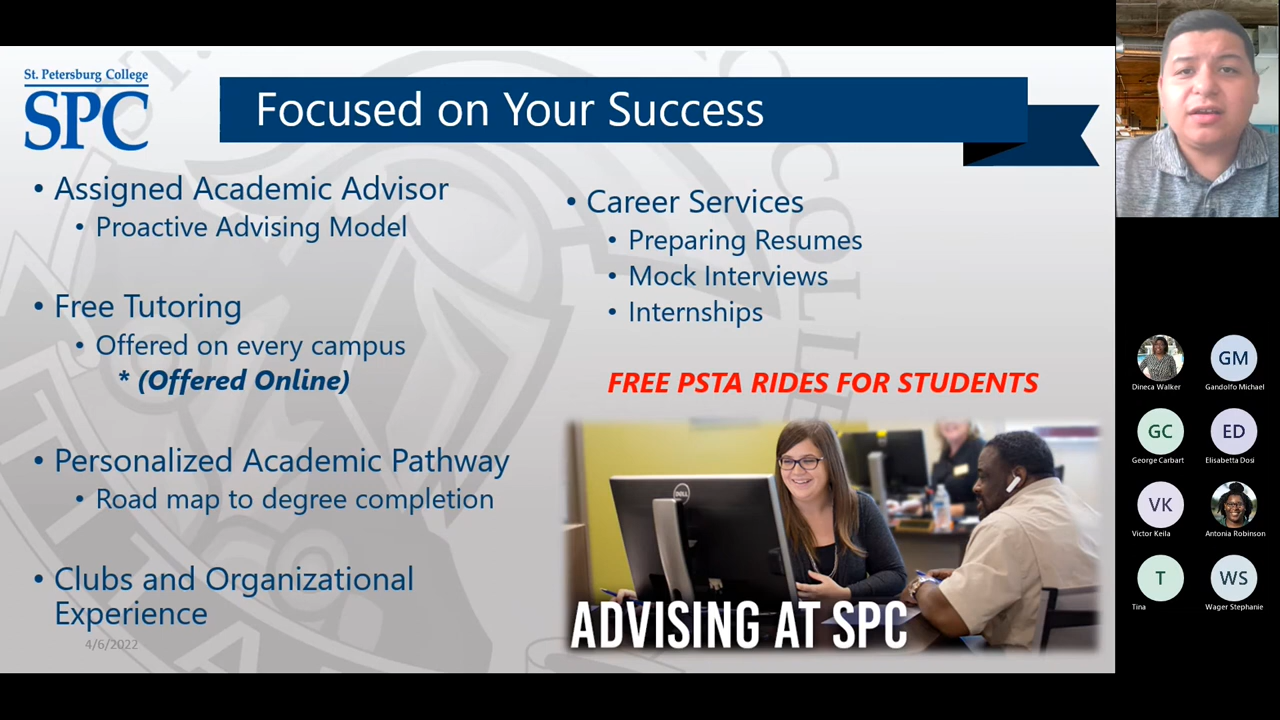 St. Petersburg College
SPC
Focused on Your Success
• Assigned Academic Advisor
• Proactive Advising Model
• Free Tutoring
• Offered on every campus
* (Offered Online)
• Personalized Academic Pathway
• Road map to degree completion
• Clubs and Organizational
Experience
4/6/2022
• Career Services
• Preparing Resumes
• Mock Interviews
• Internships
FREE PSTA RIDES FOR STUDENTS
DELL
ADVISING AT SPC
GM
Dineca Walker
Gandolfo Michael
GC
ED
George Carbart
Elisabetta Dosi
VK
Victor Keila
Antonia Robinson
T
WS
Tina
Wager Stephanie